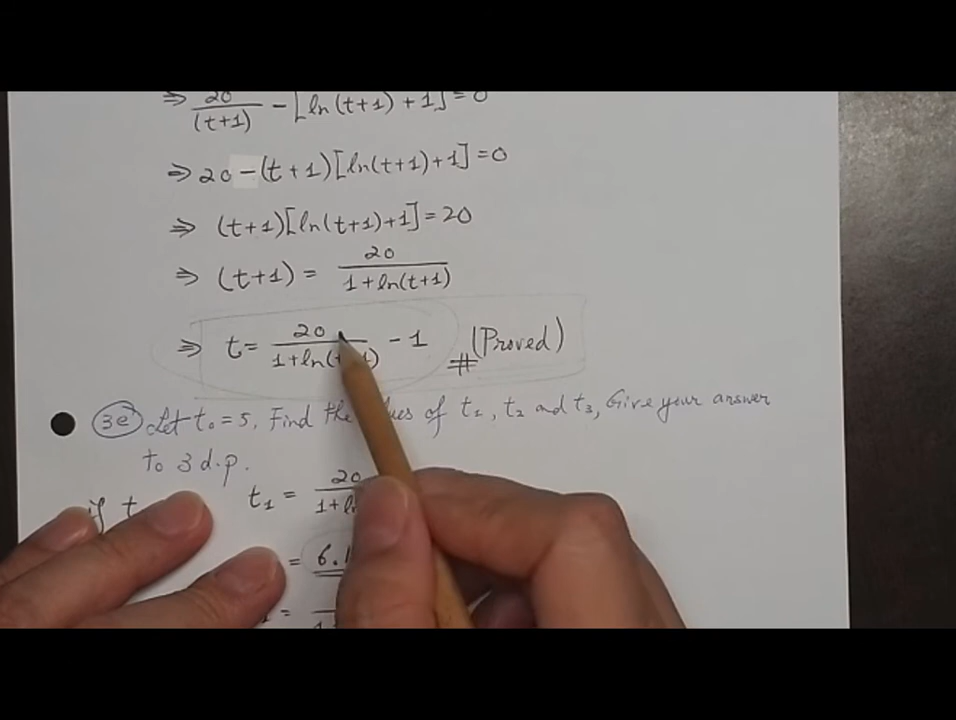 ⇒ 20/(t+1) - [ln(t+1)+1]=0
⇒ 20-(t+1)[ln(t+1)+1]=0
⇒ (t+1)[ln(t+1)+1]=20
⇒ (t+1) = 20/(1+ln(t+1))
⇒ t= 20/(1+ln(t+1)) - 1 # (Proved)
3e Let t₀=5, Find the values of t₁, t₂ and t₃, Give your answer
to 3 d.p.
if t t₁ = 20/(1+ln
= 6.1
=